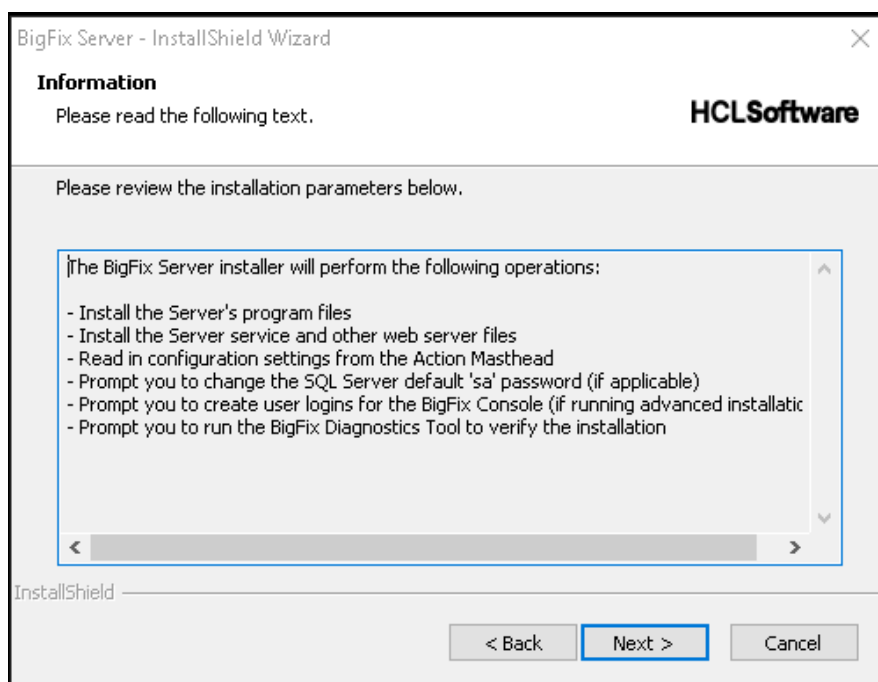 BigFix Server - InstallShield Wizard
Information
Please read the following text.
HCLSoftware
Please review the installation parameters below.
The BigFix Server installer will perform the following operations:
- Install the Server's program files
- Install the Server service and other web server files
- Read in configuration settings from the Action Masthead
- Prompt you to change the SQL Server default 'sa' password (if applicable)
- Prompt you to create user logins for the BigFix Console (if running advanced
- Prompt you to run the BigFix Diagnostics Tool to verify the installation
InstallShield
< Back
Next >
Cancel